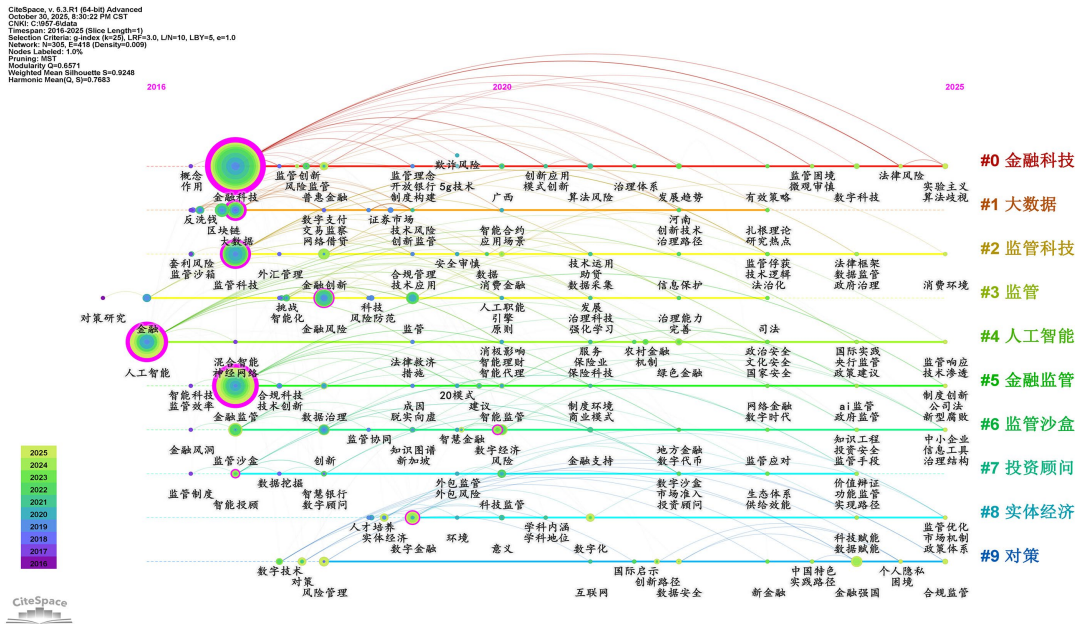 CiteSpace, v. 6.3.R1 (64-bit) Advanced
October 30, 2025, 8:30:22 PM CST
CNKI: C:\957-6\data
Timespan: 2016-2025 (Slice Length=1)
Selection Criteria: g-index (k=25), LRF=3.0, L/N=10, LBY=5, e=1.0
Network: N=305, E=418 (Density=0.009)
Nodes Labeled: 1.0%
Pruning: MST
Modularity Q=0.6571
Weighted Mean Silhouette S=0.9248
Harmonic Mean(Q, S)=0.7683
2016 2020 2025
欺诈风险
#0 金融科技
概念 监管创新 监管理念 创新应用 监管困境 法律风险
作用 风险监管 开放银行 5g技术 模式创新 治理体系 微观审慎 实验主义
金融科技 普惠金融 制度构建 广西 算法风险 发展趋势 有效策略 数字科技 算法歧视
#1 大数据
反洗钱 数字支付 证券市场 河南
区块链 交易监察 技术风险 智能合约 创新技术 扎根理论
大数据 网络借贷 创新监管 应用场景 治理路径 研究热点
#2 监管科技
套利风险 安全审慎 技术运用 监管俘获 法律框架
监管沙箱 外汇管理 合规管理 数据 助贷 技术逻辑 数据监管
监管科技 金融创新 技术应用 消费金融 数据采集 信息保护 法治化 政府治理 消费环境
#3 监管
挑战 科技 人工职能 发展
对策研究 智能化 风险防范 引擎 治理科技 治理能力
金融 金融风险 监管 原则 强化学习 完善 司法
#4 人工智能
消极影响 服务 农村金融 政治安全 国际实践
混合智能 法律救济 智能理财 保险业 机制 文化安全 央行监管 监管响应
人工智能 神经网络 措施 智能代理 保险科技 绿色金融 国家安全 政策建议 技术渗透
#5 金融监管
智能科技 合规科技 20模式 制度创新
监管效率 技术创新 成因 建议 制度环境 网络金融 ai监管 公司法
金融监管 数据治理 脱实向虚 智能监管 商业模式 数字时代 政府监管 新型腐败
#6 监管沙盒
监管协同 智慧金融 知识工程 中小企业
金融风洞 知识图谱 数字经济 地方金融 投资安全 信息工具
监管沙盒 创新 新加坡 风险 金融支持 数字代币 监管应对 监管手段 治理结构
#7 投资顾问
数据挖掘 外包监管 数字沙盒 价值辩证
监管制度 智慧银行 外包风险 市场准入 生态体系 功能监管
智能投顾 数字顾问 科技监管 投资顾问 供给效能 实现路径
#8 实体经济
人才培养 学科内涵 监管优化
实体经济 环境 学科地位 科技赋能 市场机制
数字金融 意义 数字化 数据赋能 政策体系
#9 对策
数字技术 国际启示 中国特色 个人隐私
对策 创新路径 实践路径 困境
风险管理 互联网 数据安全 新金融 金融强国 合规监管
2025
2024
2023
2022
2021
2020
2019
2018
2017
2016
CiteSpace